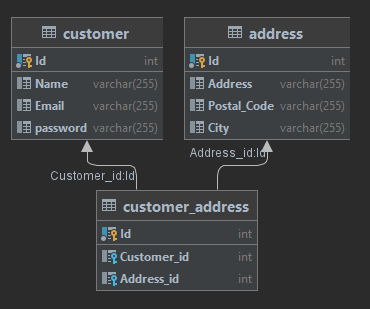 customer
Id int
Name varchar(255)
Email varchar(255)
password varchar(255)
address
Id int
Address varchar(255)
Postal_Code varchar(255)
City varchar(255)
Customer_id:Id
Address_id:Id
customer_address
Id int
Customer_id int
Address_id int